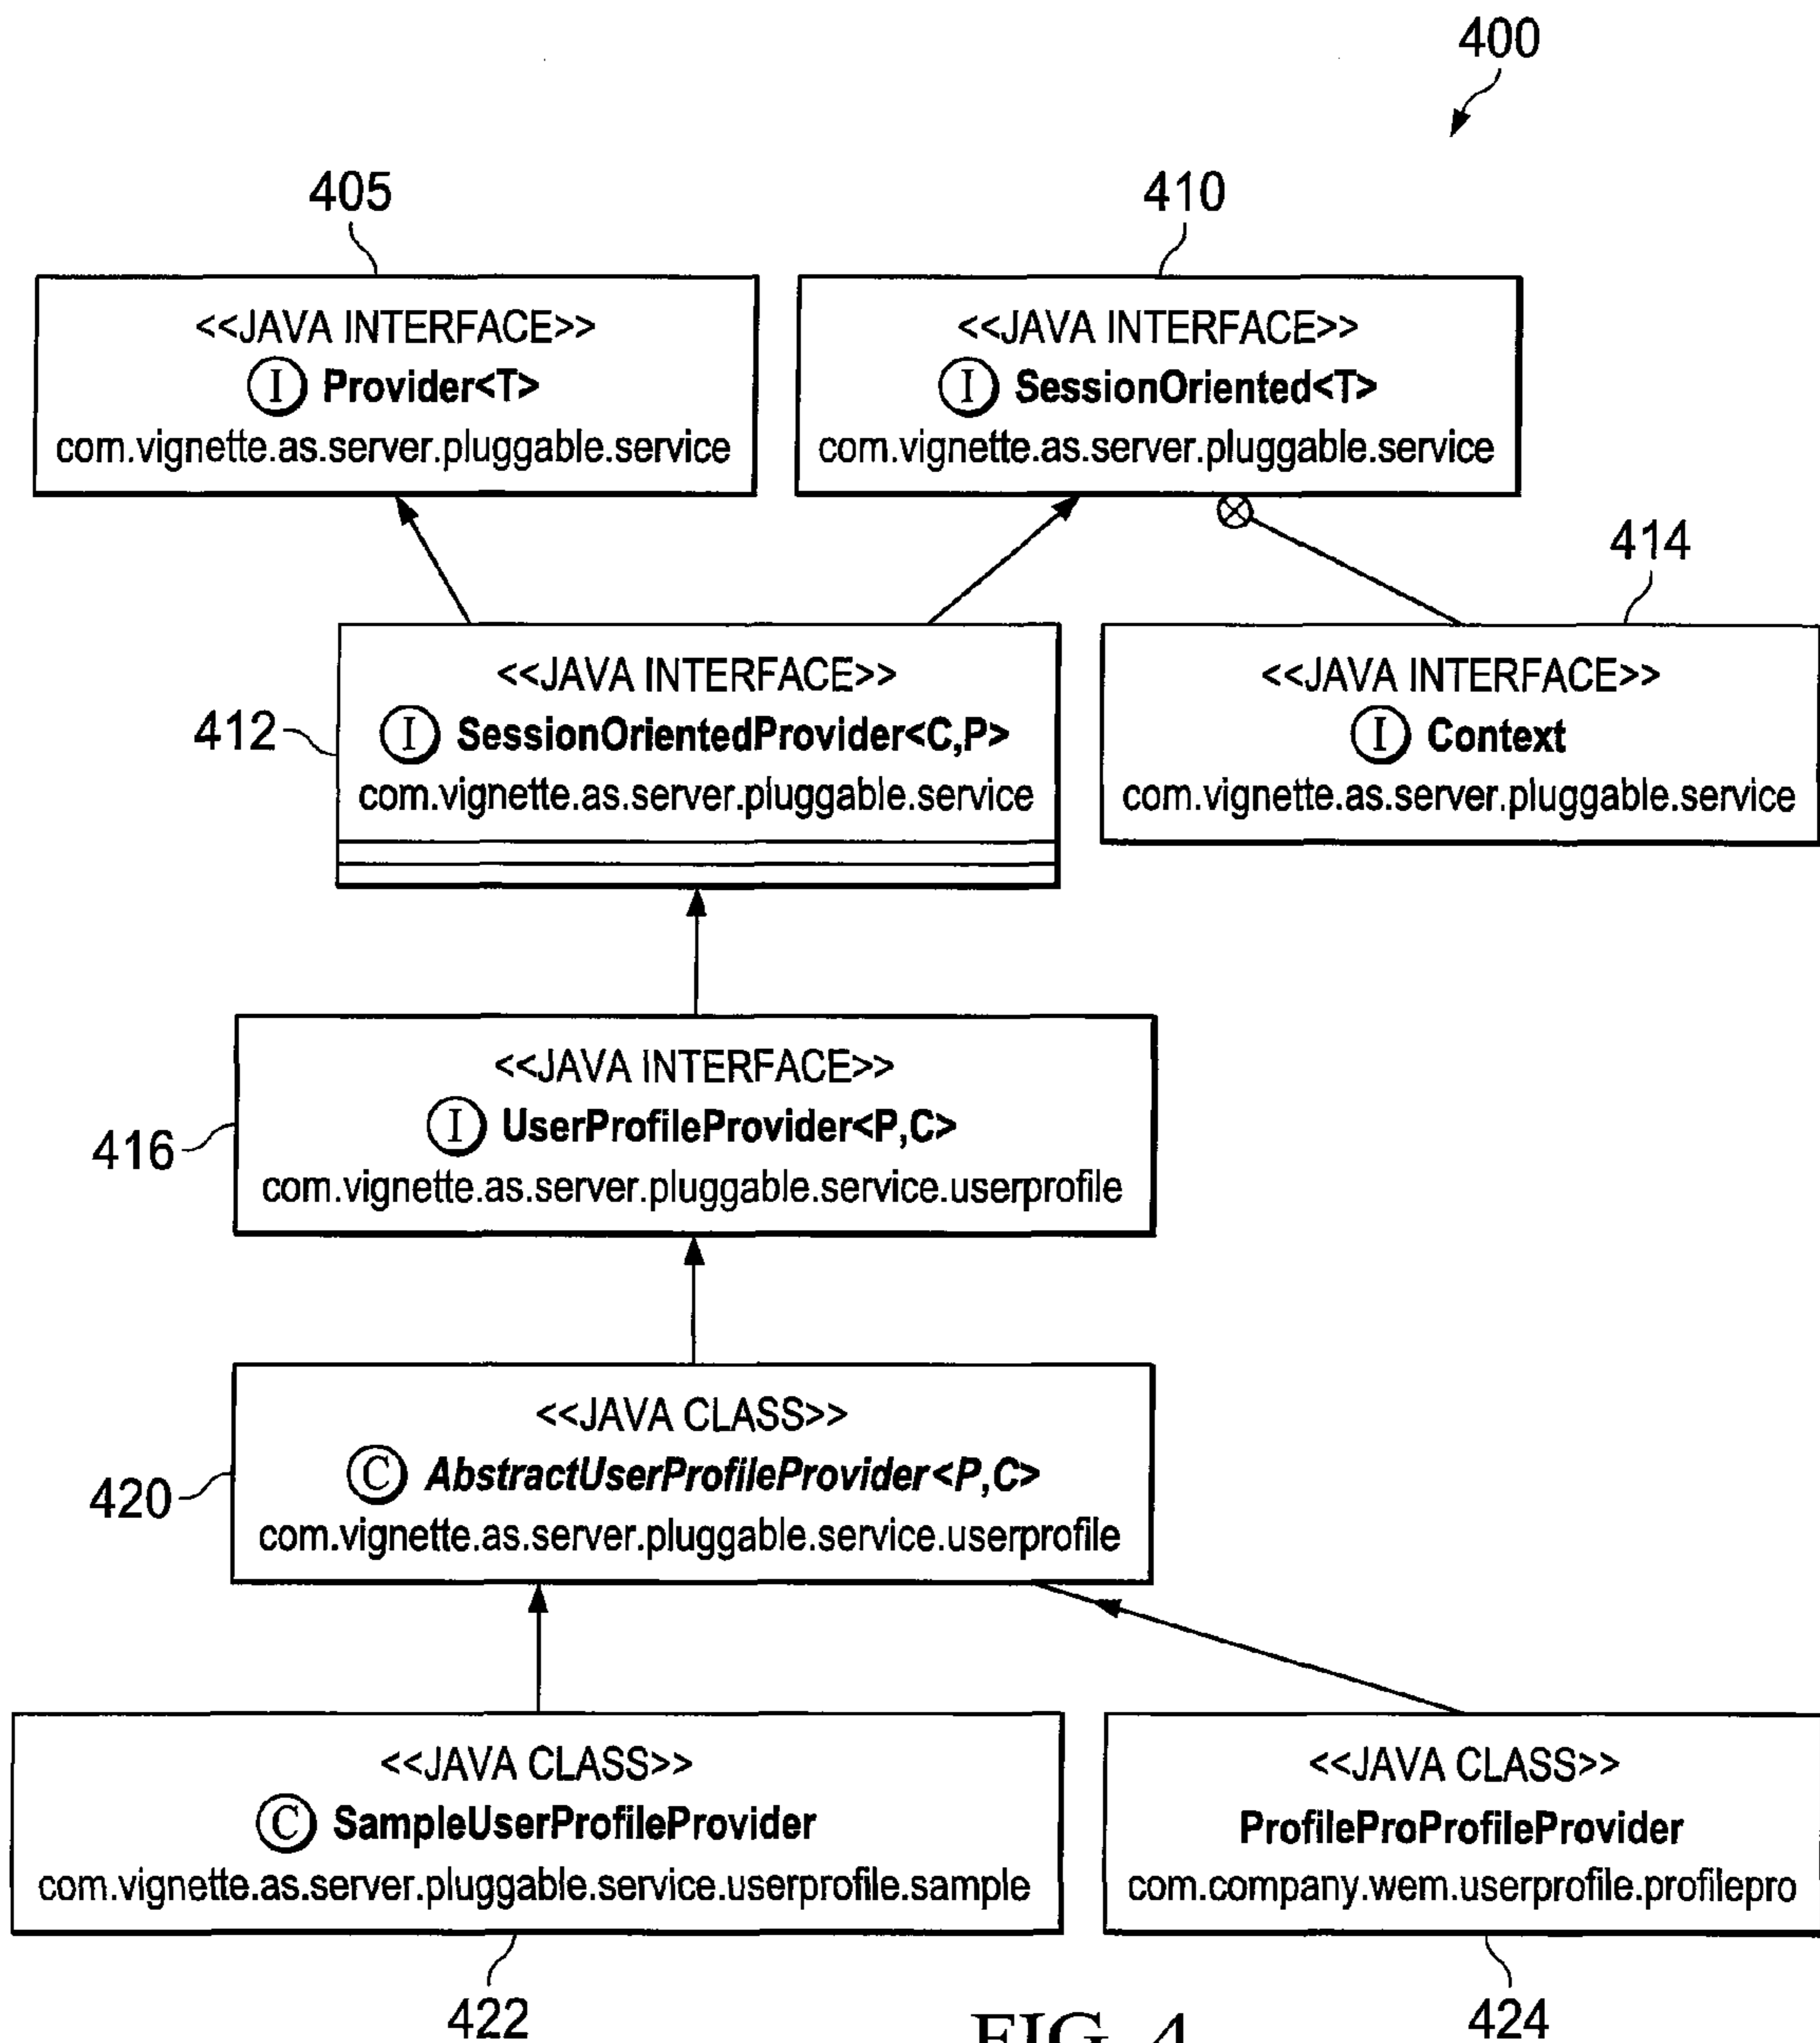 400
405
410
<<JAVA INTERFACE>>
I Provider<T>
com.vignette.as.server.pluggable.service
<<JAVA INTERFACE>>
I SessionOriented<T>
com.vignette.as.server.pluggable.service
414
412
<<JAVA INTERFACE>>
I SessionOrientedProvider<C,P>
com.vignette.as.server.pluggable.service
<<JAVA INTERFACE>>
I Context
com.vignette.as.server.pluggable.service
416
<<JAVA INTERFACE>>
I UserProfileProvider<P,C>
com.vignette.as.server.pluggable.service.userprofile
420
<<JAVA CLASS>>
C AbstractUserProfileProvider<P,C>
com.vignette.as.server.pluggable.service.userprofile
<<JAVA CLASS>>
C SampleUserProfileProvider
com.vignette.as.server.pluggable.service.userprofile.sample
<<JAVA CLASS>>
ProfileProProfileProvider
com.company.wem.userprofile.profilepro
422
FIG. 4
424